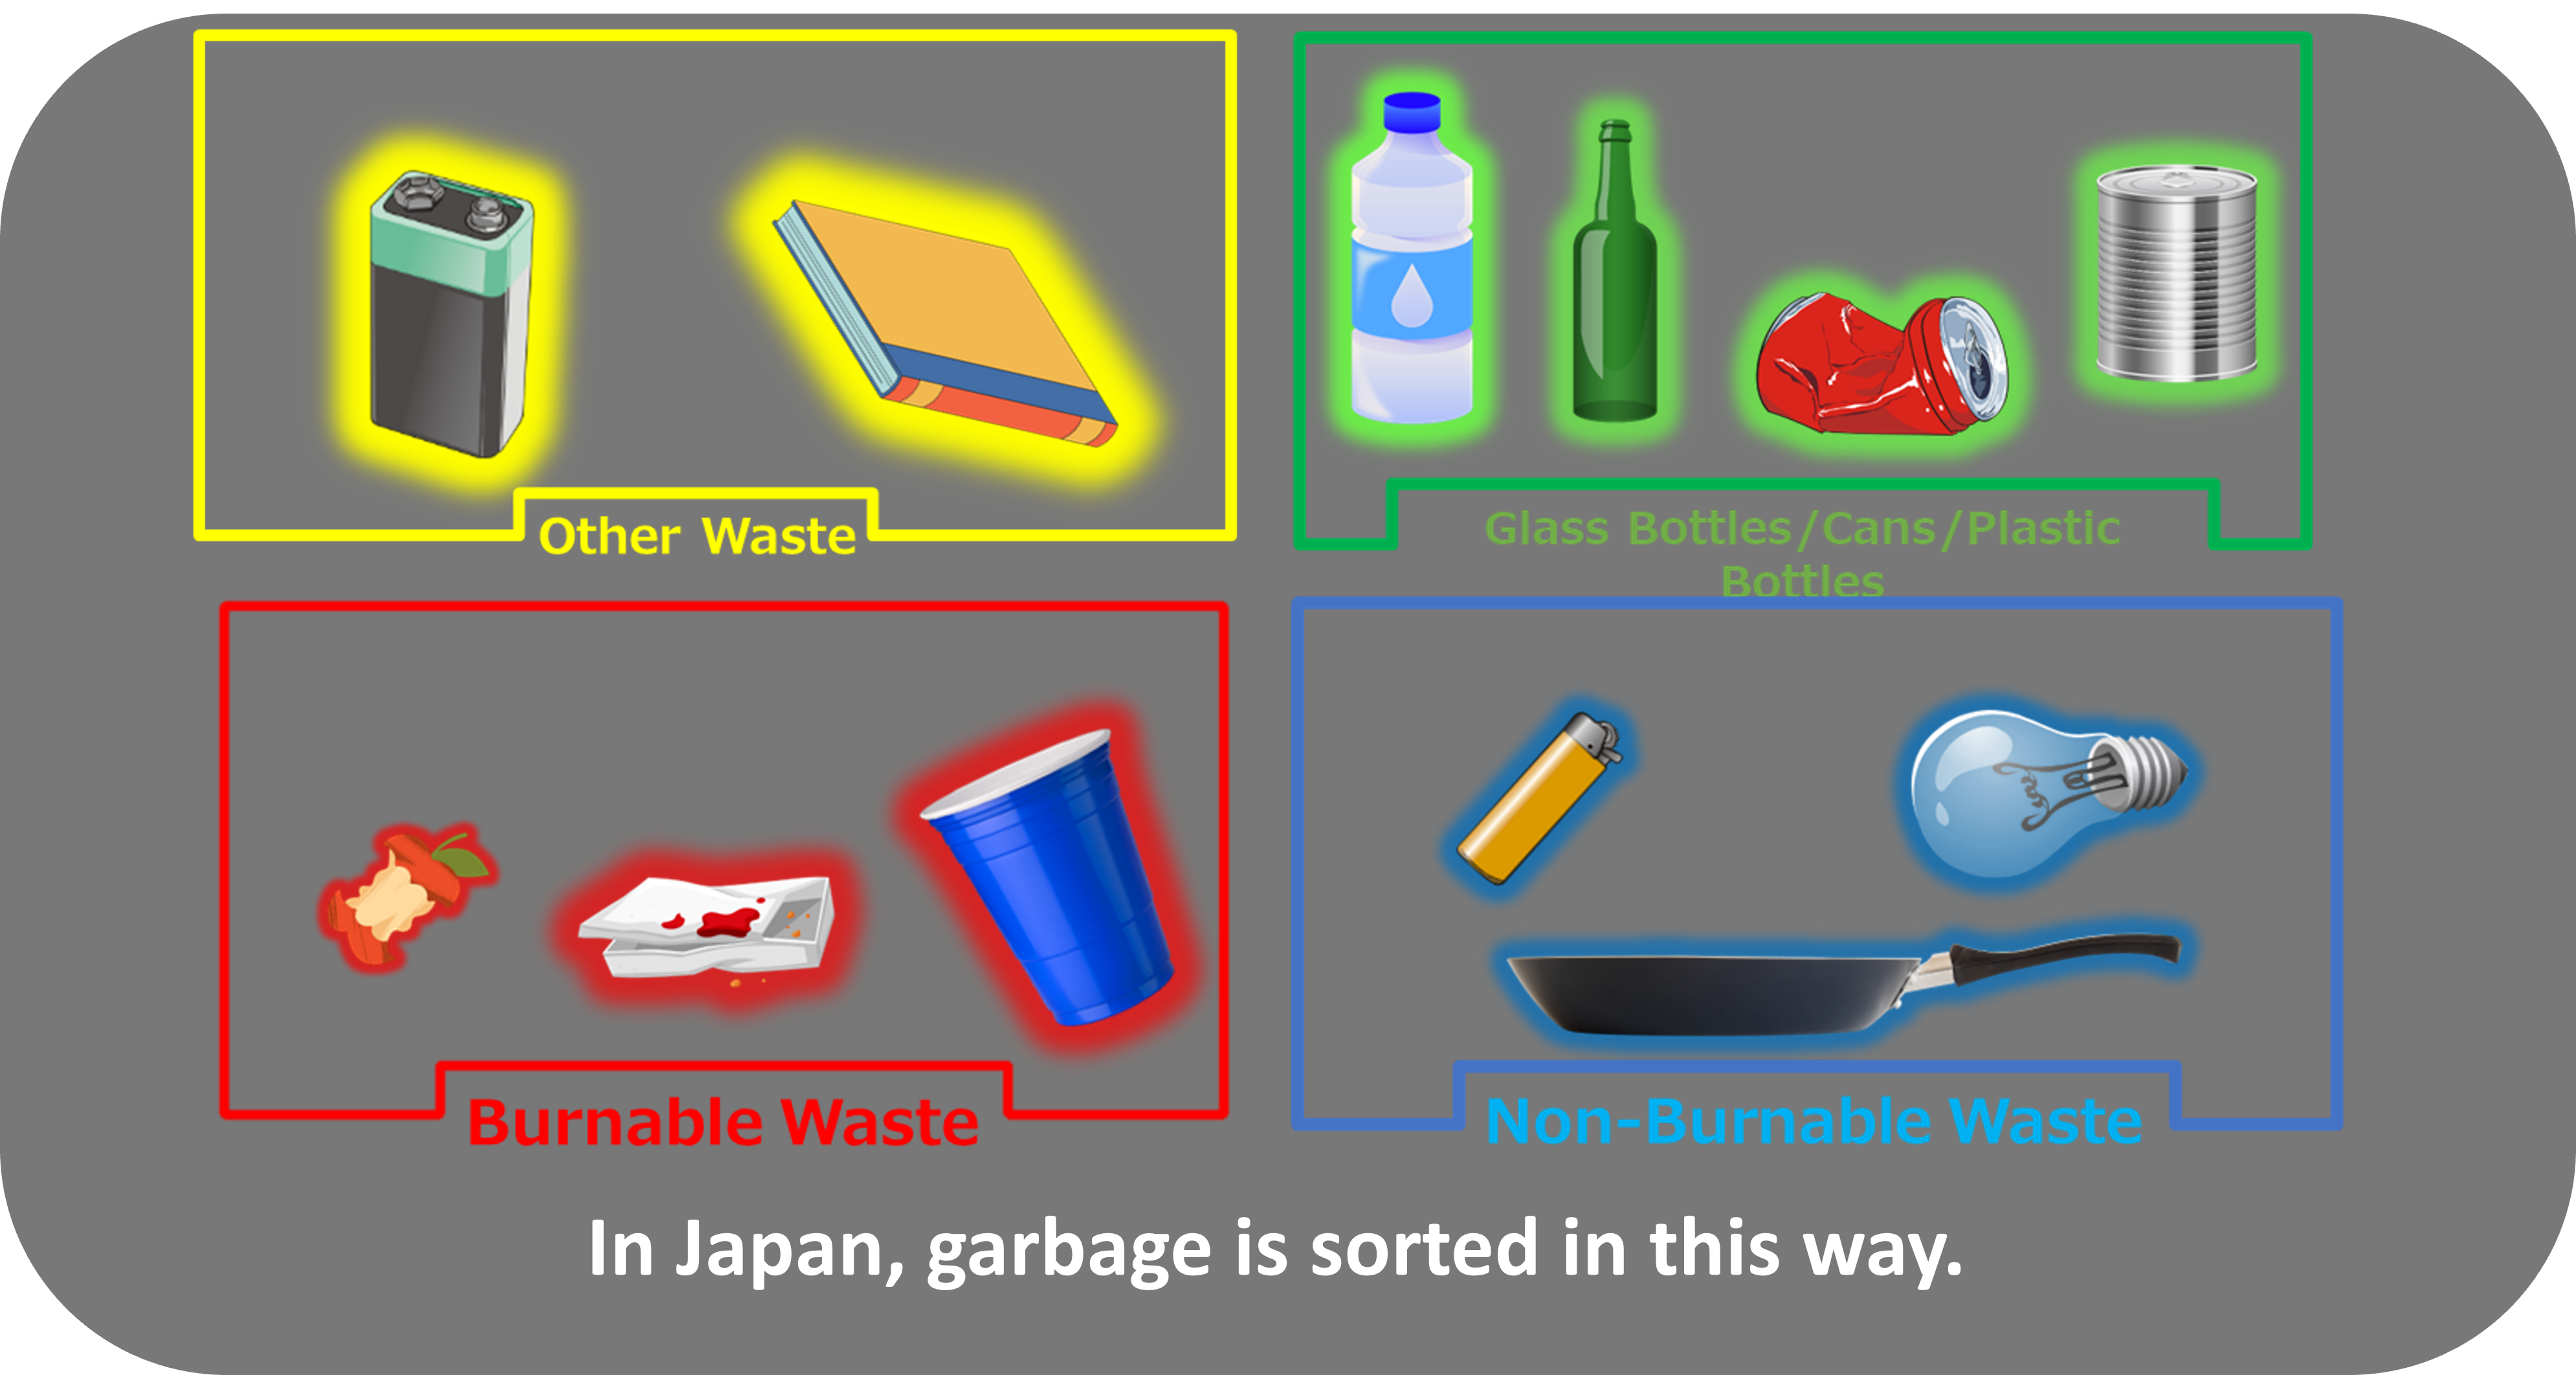 Other Waste
Glass Bottles/Cans/Plastic
Bottles
Burnable Waste
Non-Burnable Waste
In Japan, garbage is sorted in this way.